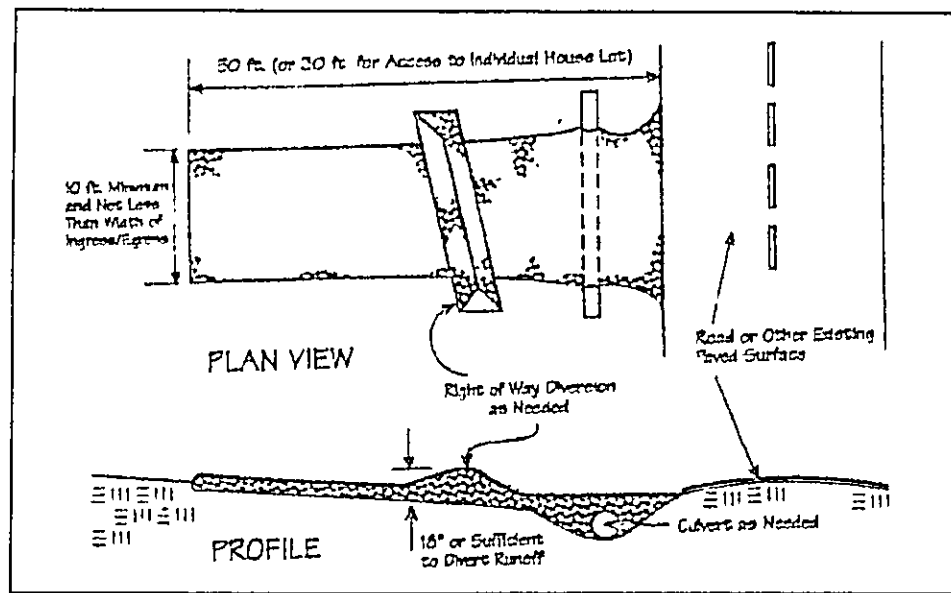 ft. (or ft. for Access to Individual House Lot)
10 ft. Minimum
and Not Less
Than Width of
Ingress/Egress
Road or Other Existing
Paved Surface
PLAN VIEW
Right of Way Diversion
as Needed
Culvert as Needed
18" or Sufficient
to Divert Runoff
PROFILE